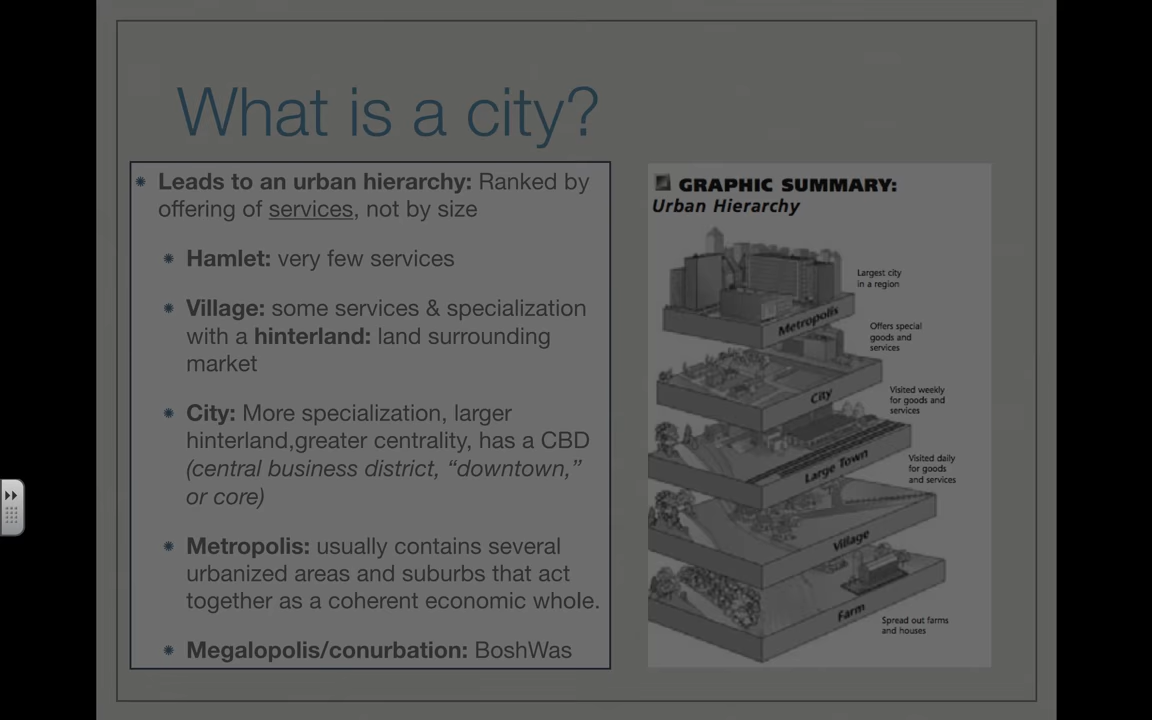 What is a city?
Leads to an urban hierarchy: Ranked by
offering of services, not by size
Hamlet: very few services
Village: some services & specialization
with a hinterland: land surrounding
market
City: More specialization, larger
hinterland,greater centrality, has a CBD
(central business district, “downtown,”
or core)
Metropolis: usually contains several
urbanized areas and suburbs that act
together as a coherent economic whole.
Megalopolis/conurbation: BoshWas
GRAPHIC SUMMARY:
Urban Hierarchy
Largest city
in a region
Metropolis
Offers special
goods and
services
City
Visited weekly
for goods and
services
Large Town
Visited daily
for goods
and services
Village
Farm
Spread out farms
and houses